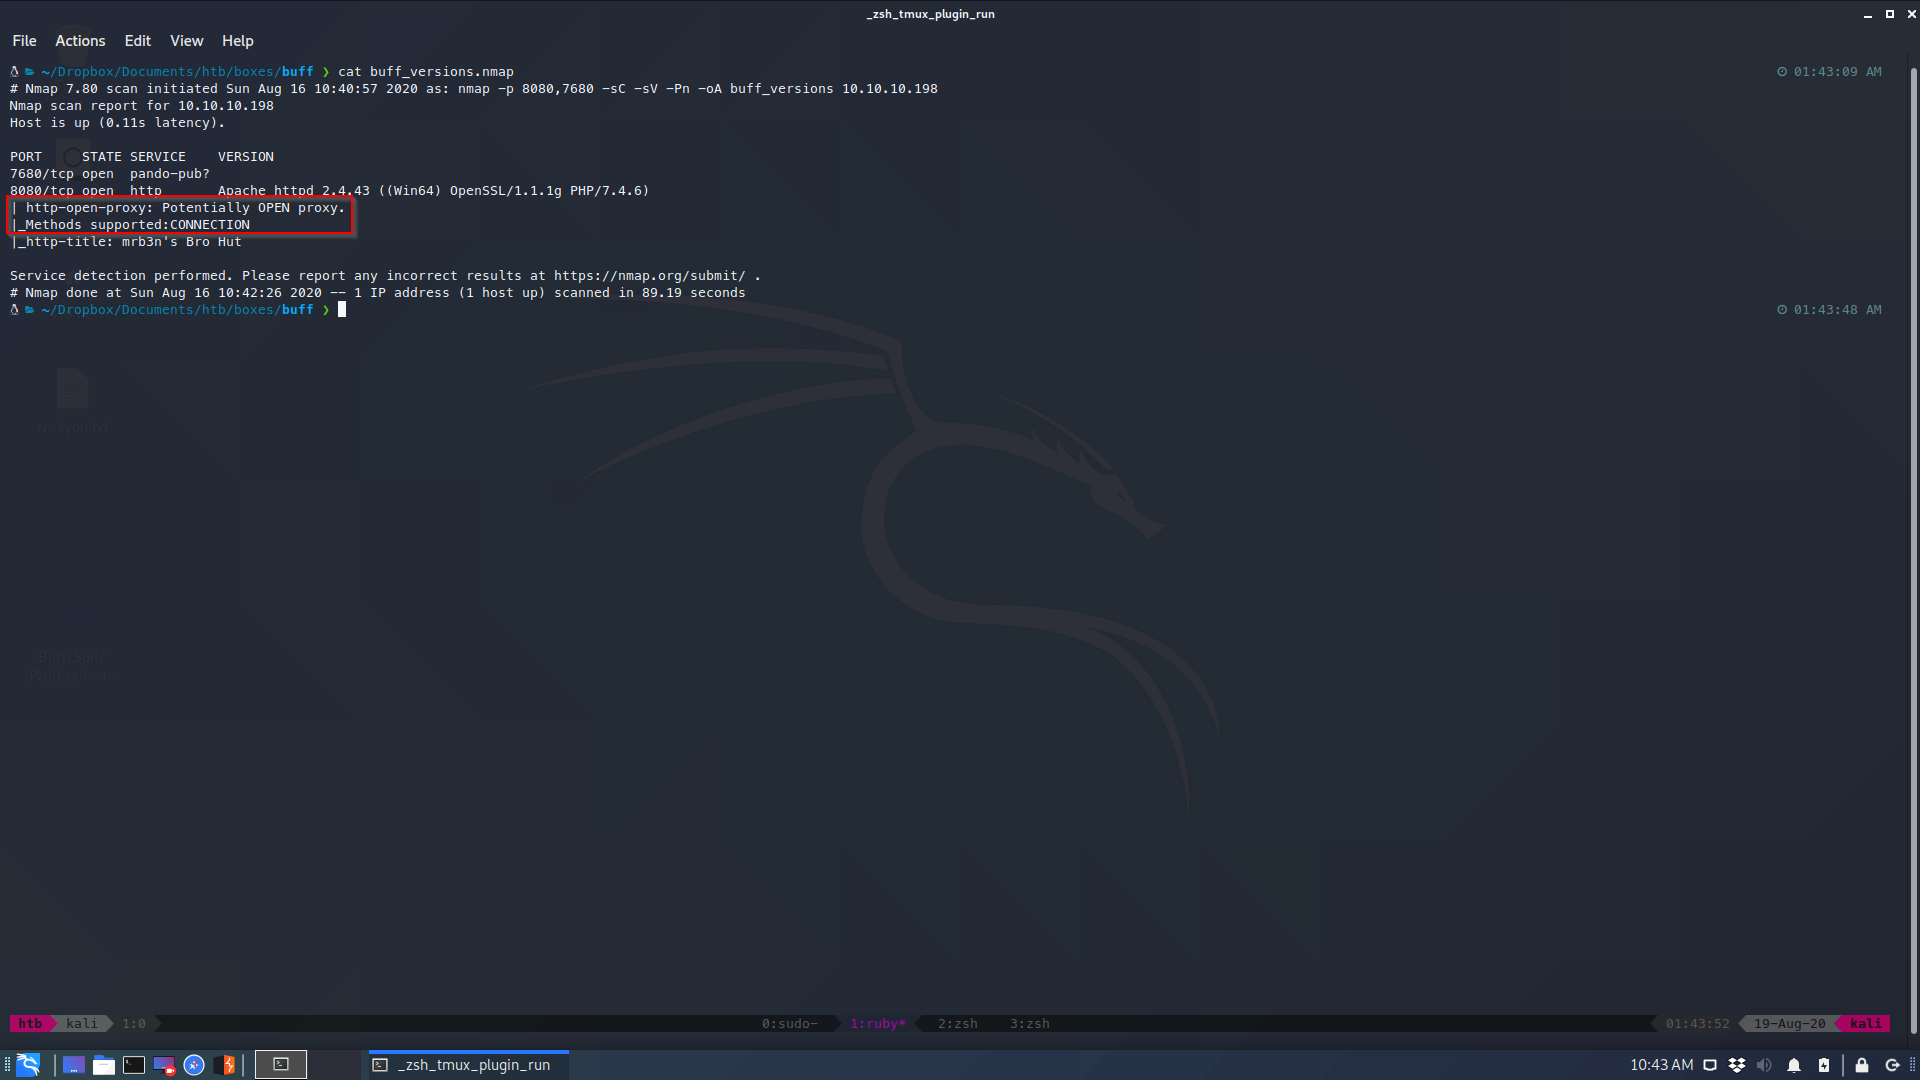 _zsh_tmux_plugin_run
File Actions Edit View Help
~/Dropbox/Documents/htb/boxes/buff ❯ cat buff_versions.nmap 01:43:09 AM
# Nmap 7.80 scan initiated Sun Aug 16 10:40:57 2020 as: nmap -p 8080,7680 -sC -sV -Pn -oA buff_versions 10.10.10.198
Nmap scan report for 10.10.10.198
Host is up (0.11s latency).
PORT STATE SERVICE VERSION
7680/tcp open pando-pub?
8080/tcp open http Apache httpd 2.4.43 ((Win64) OpenSSL/1.1.1g PHP/7.4.6)
| http-open-proxy: Potentially OPEN proxy.
|_Methods supported:CONNECTION
|_http-title: mrb3n's Bro Hut
Service detection performed. Please report any incorrect results at https://nmap.org/submit/ .
# Nmap done at Sun Aug 16 10:42:26 2020 -- 1 IP address (1 host up) scanned in 89.19 seconds
~/Dropbox/Documents/htb/boxes/buff ❯ 01:43:48 AM
rockyou.txt
Burp Suite
Professiona...
htb kali 1:0 0:sudo- 1:ruby* 2:zsh 3:zsh 01:43:52 19-Aug-20 kali
_zsh_tmux_plugin_run 10:43 AM